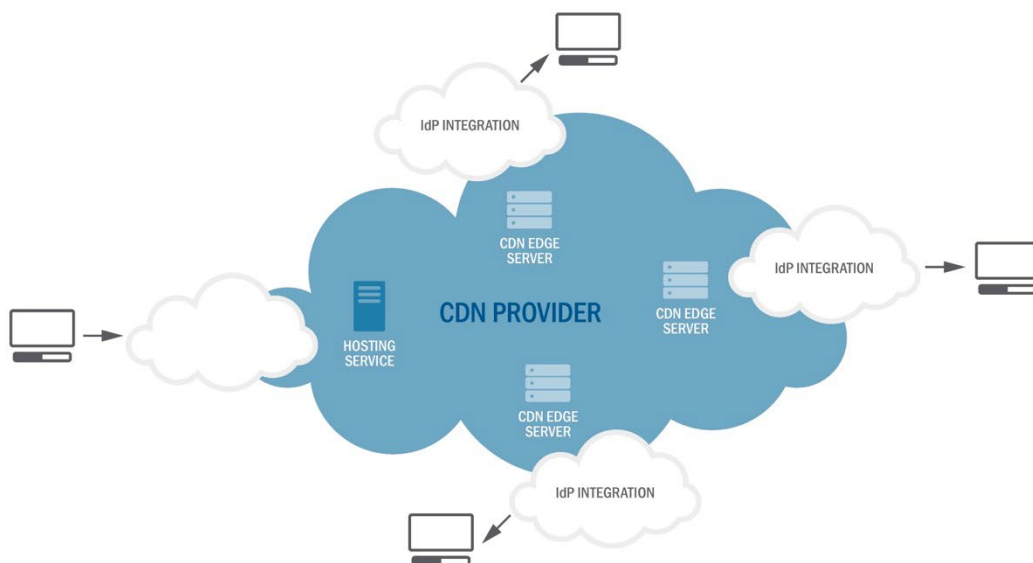 IdP INTEGRATION
CDN EDGE
SERVER
IdP INTEGRATION
CDN EDGE
SERVER
CDN PROVIDER
HOSTING
SERVICE
CDN EDGE
SERVER
IdP INTEGRATION